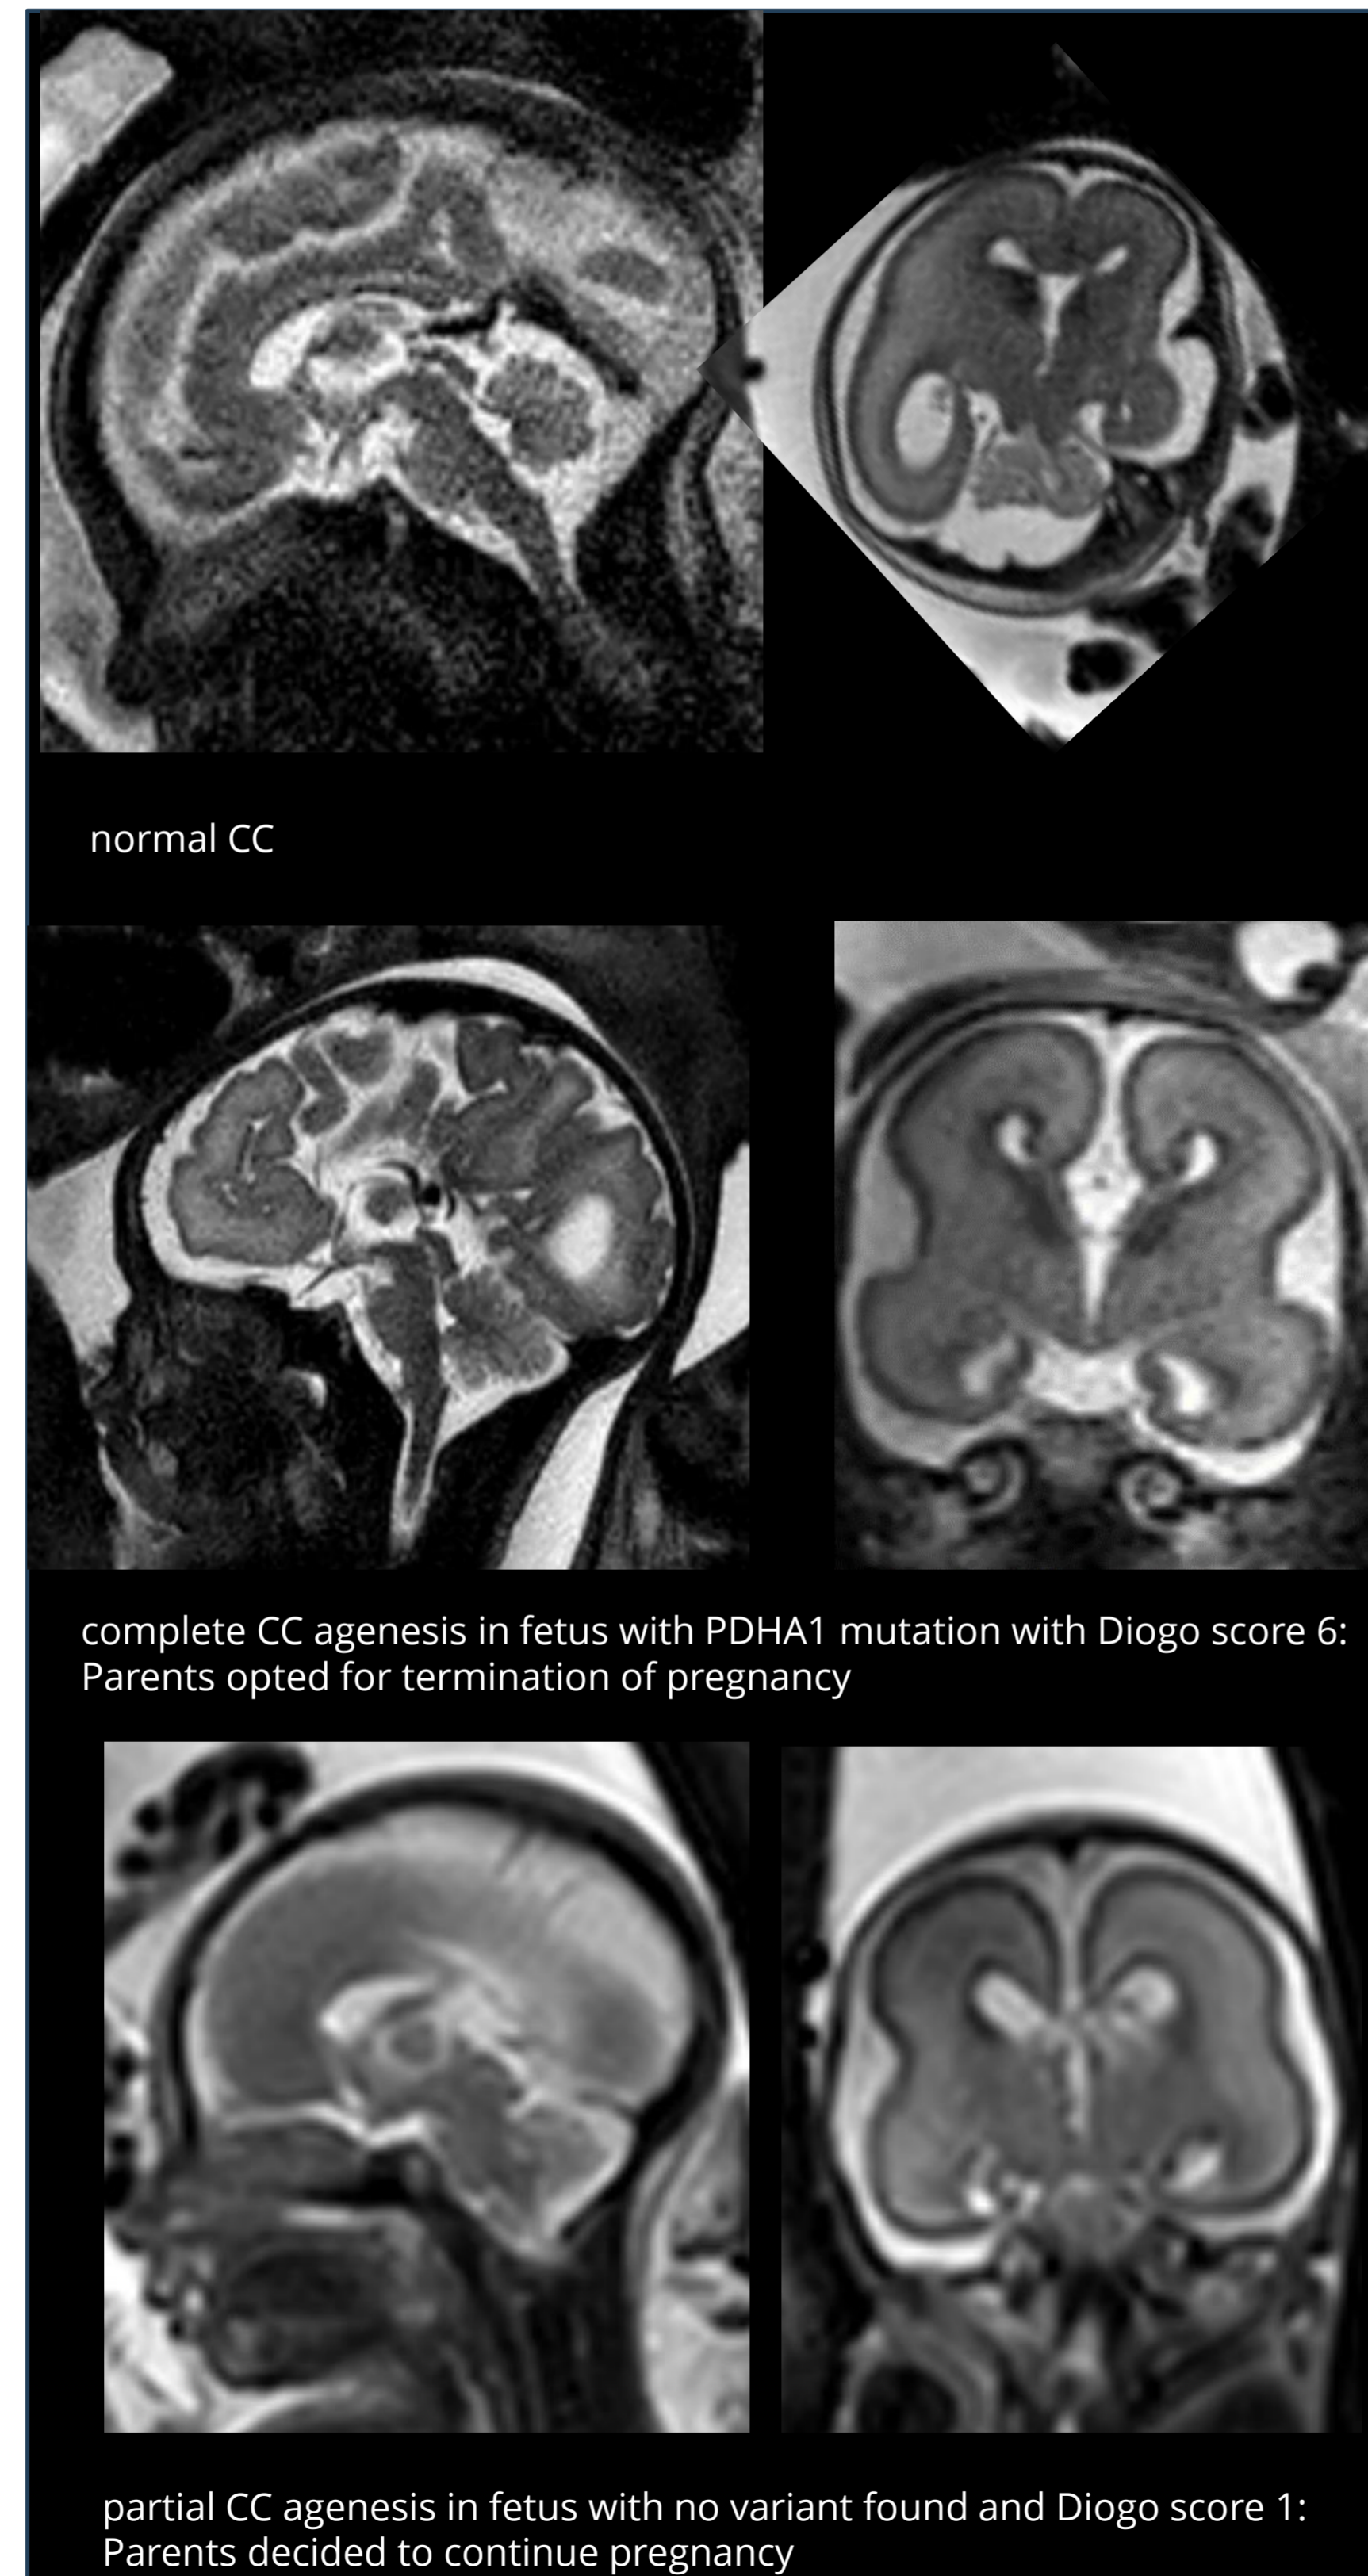 normal CC
complete CC agenesis in fetus with PDHA1 mutation with Diogo score 6:
Parents opted for termination of pregnancy
partial CC agenesis in fetus with no variant found and Diogo score 1:
Parents decided to continue pregnancy